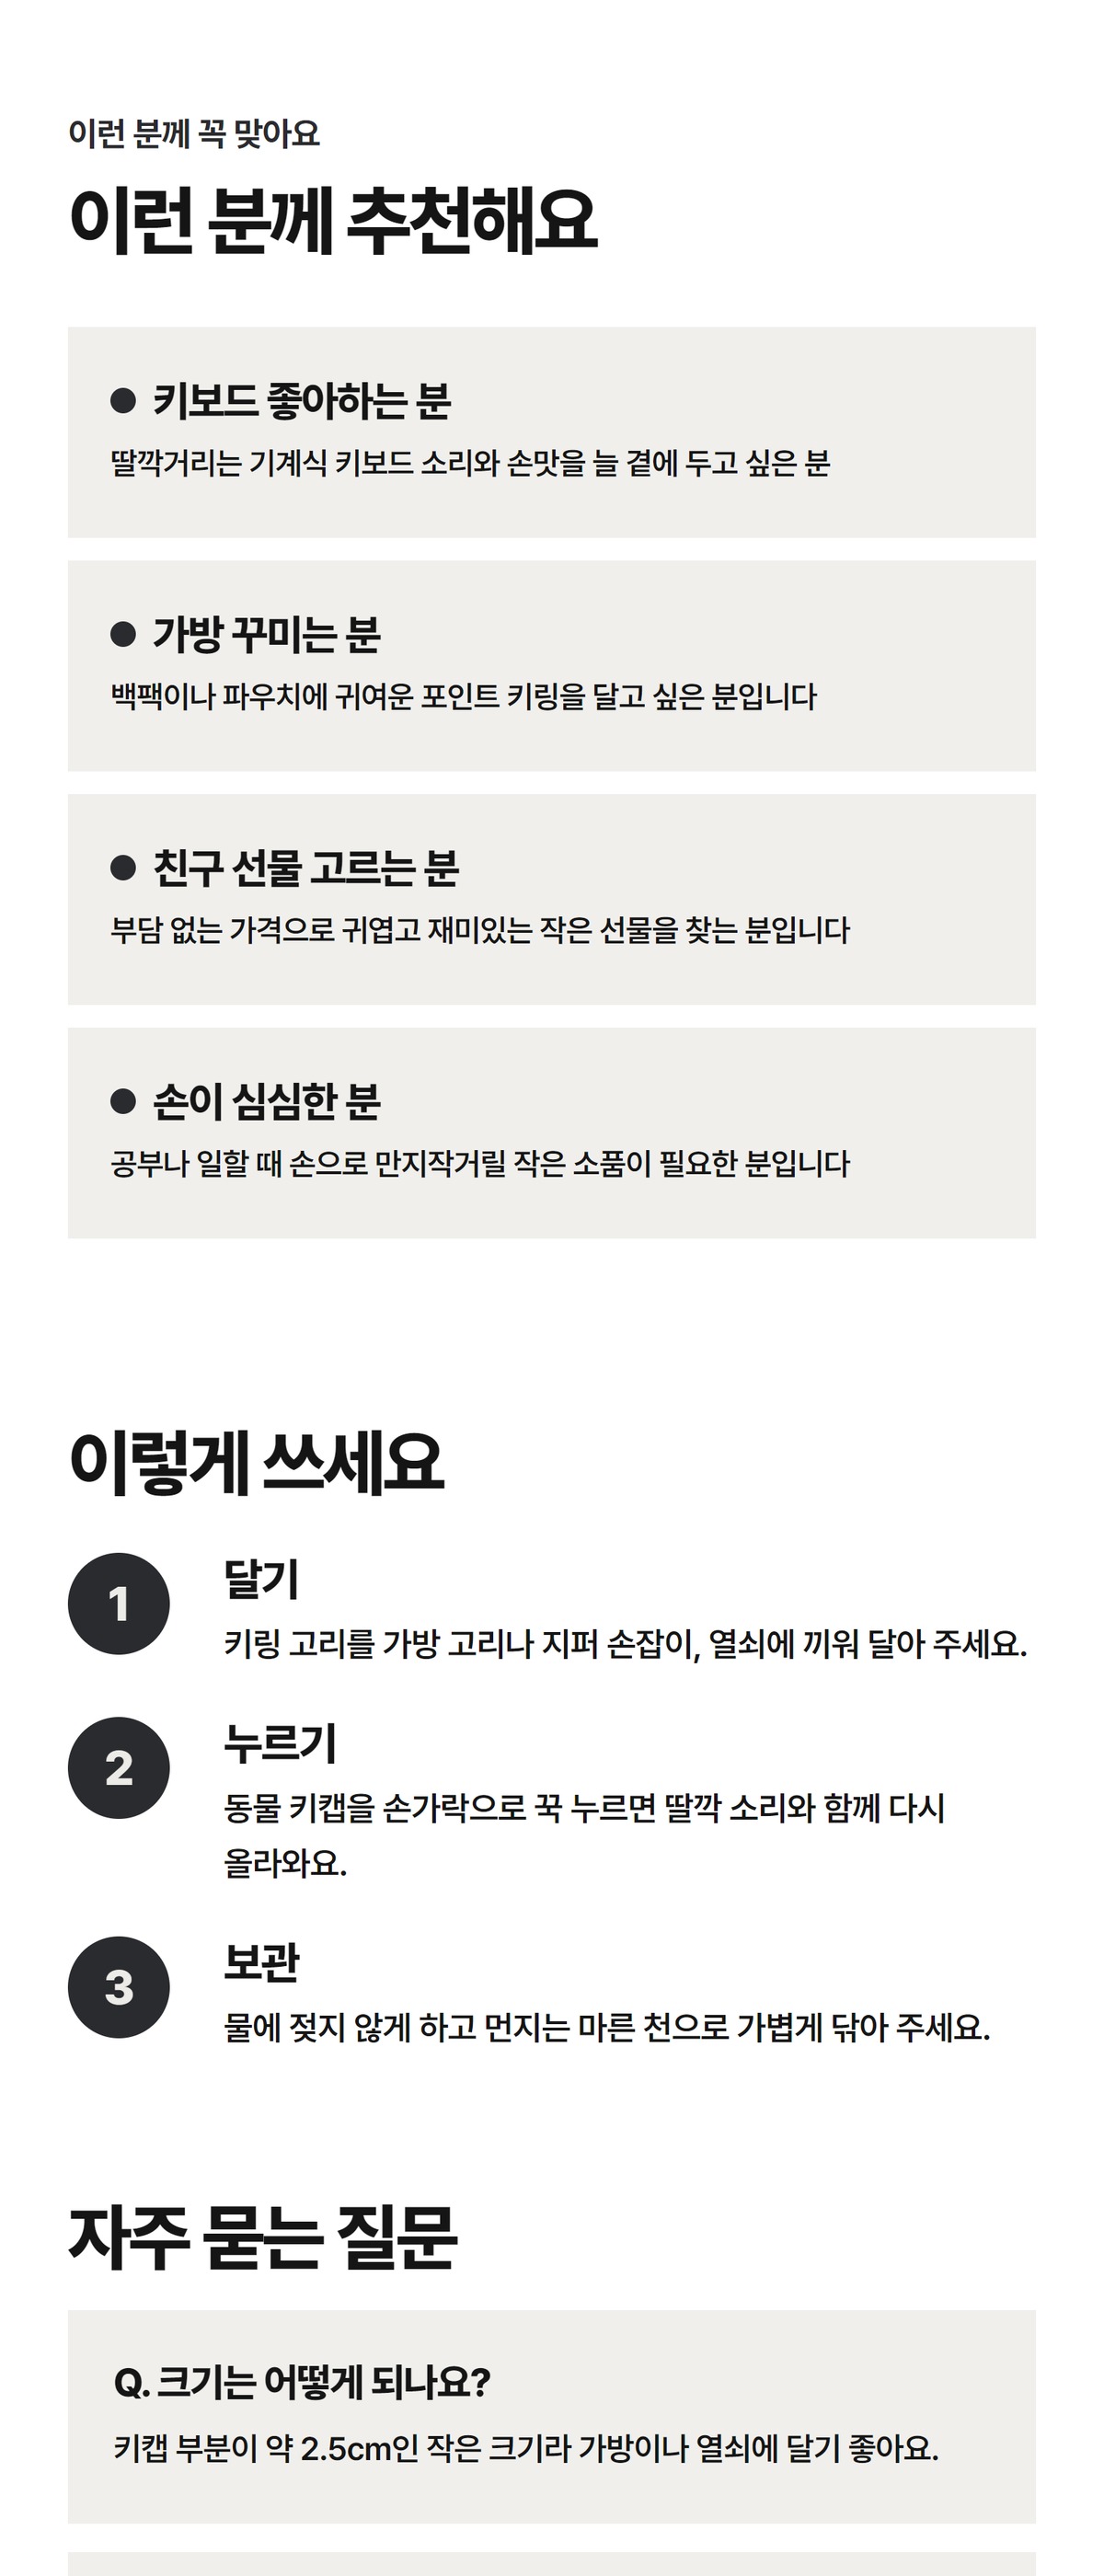 이런 분께 꼭 맞아요
이런 분께 추천해요
키보드 좋아하는 분
딸깍거리는 기계식 키보드 소리와 손맛을 늘 곁에 두고 싶은 분
가방 꾸미는 분
백팩이나 파우치에 귀여운 포인트 키링을 달고 싶은 분입니다
친구 선물 고르는 분
부담 없는 가격으로 귀엽고 재미있는 작은 선물을 찾는 분입니다
손이 심심한 분
공부나 일할 때 손으로 만지작거릴 작은 소품이 필요한 분입니다
이렇게 쓰세요
1
달기
키링 고리를 가방 고리나 지퍼 손잡이, 열쇠에 끼워 달아 주세요.
2
누르기
동물 키캡을 손가락으로 꾹 누르면 딸깍 소리와 함께 다시
올라와요.
3
보관
물에 젖지 않게 하고 먼지는 마른 천으로 가볍게 닦아 주세요.
자주 묻는 질문
Q. 크기는 어떻게 되나요?
키캡 부분이 약 2.5cm인 작은 크기라 가방이나 열쇠에 달기 좋아요.